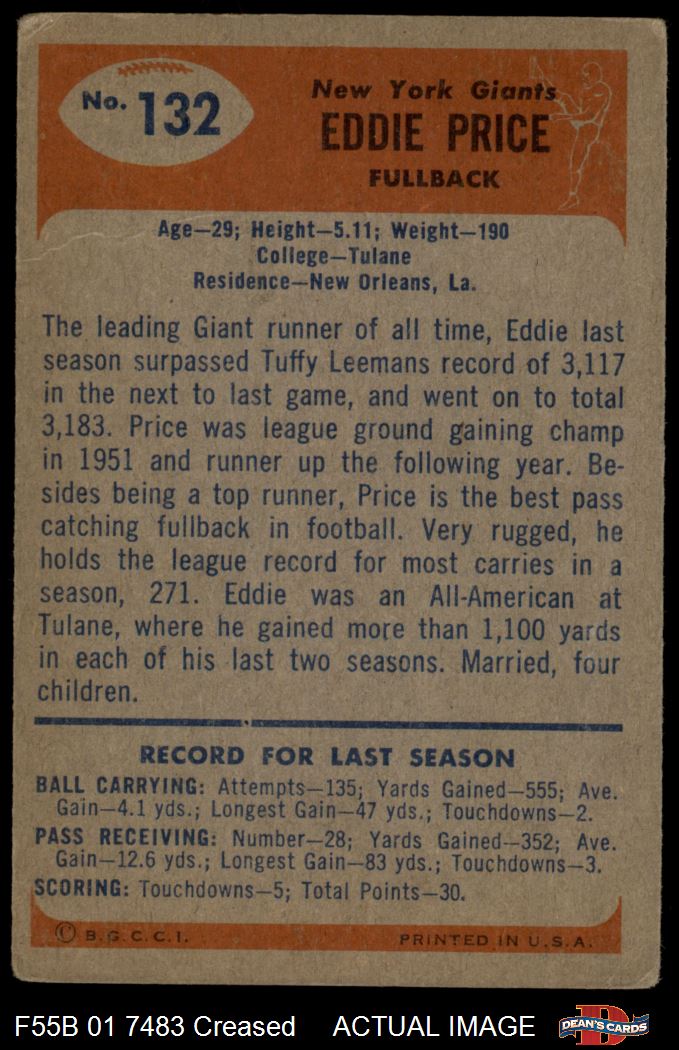 No. 132
New York Giants
EDDIE PRICE
FULLBACK
Age—29; Height—5.11; Weight—190
College—Tulane
Residence—New Orleans, La.
The leading Giant runner of all time, Eddie last
season surpassed Tuffy Leemans record of 3,117
in the next to last game, and went on to total
3,183. Price was league ground gaining champ
in 1951 and runner up the following year. Be-
sides being a top runner, Price is the best pass
catching fullback in football. Very rugged, he
holds the league record for most carries in a
season, 271. Eddie was an All-American at
Tulane, where he gained more than 1,100 yards
in each of his last two seasons. Married, four
children.
RECORD FOR LAST SEASON
BALL CARRYING: Attempts—135; Yards Gained—555; Ave.
Gain—4.1 yds.; Longest Gain—47 yds.; Touchdowns—2.
PASS RECEIVING: Number—28; Yards Gained—352; Ave.
Gain—12.6 yds.; Longest Gain—83 yds.; Touchdowns—3.
SCORING: Touchdowns—5; Total Points—30.
© B.G.C.C.I.
PRINTED IN U.S.A.
F55B 01 7483 Creased ACTUAL IMAGE
DEAN'S CARDS